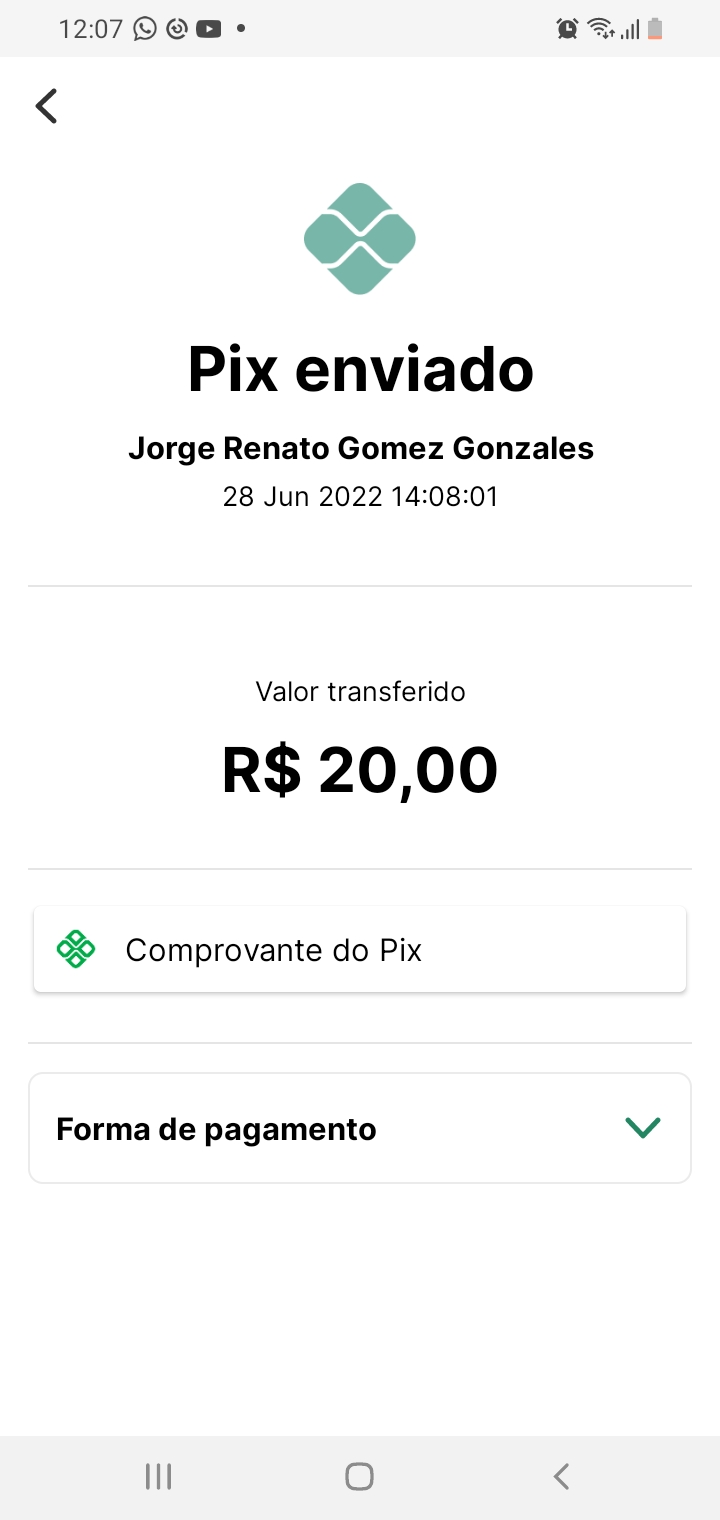 12:07
Pix enviado
Jorge Renato Gomez Gonzales
28 Jun 2022 14:08:01
Valor transferido
R$ 20,00
Comprovante do Pix
Forma de pagamento